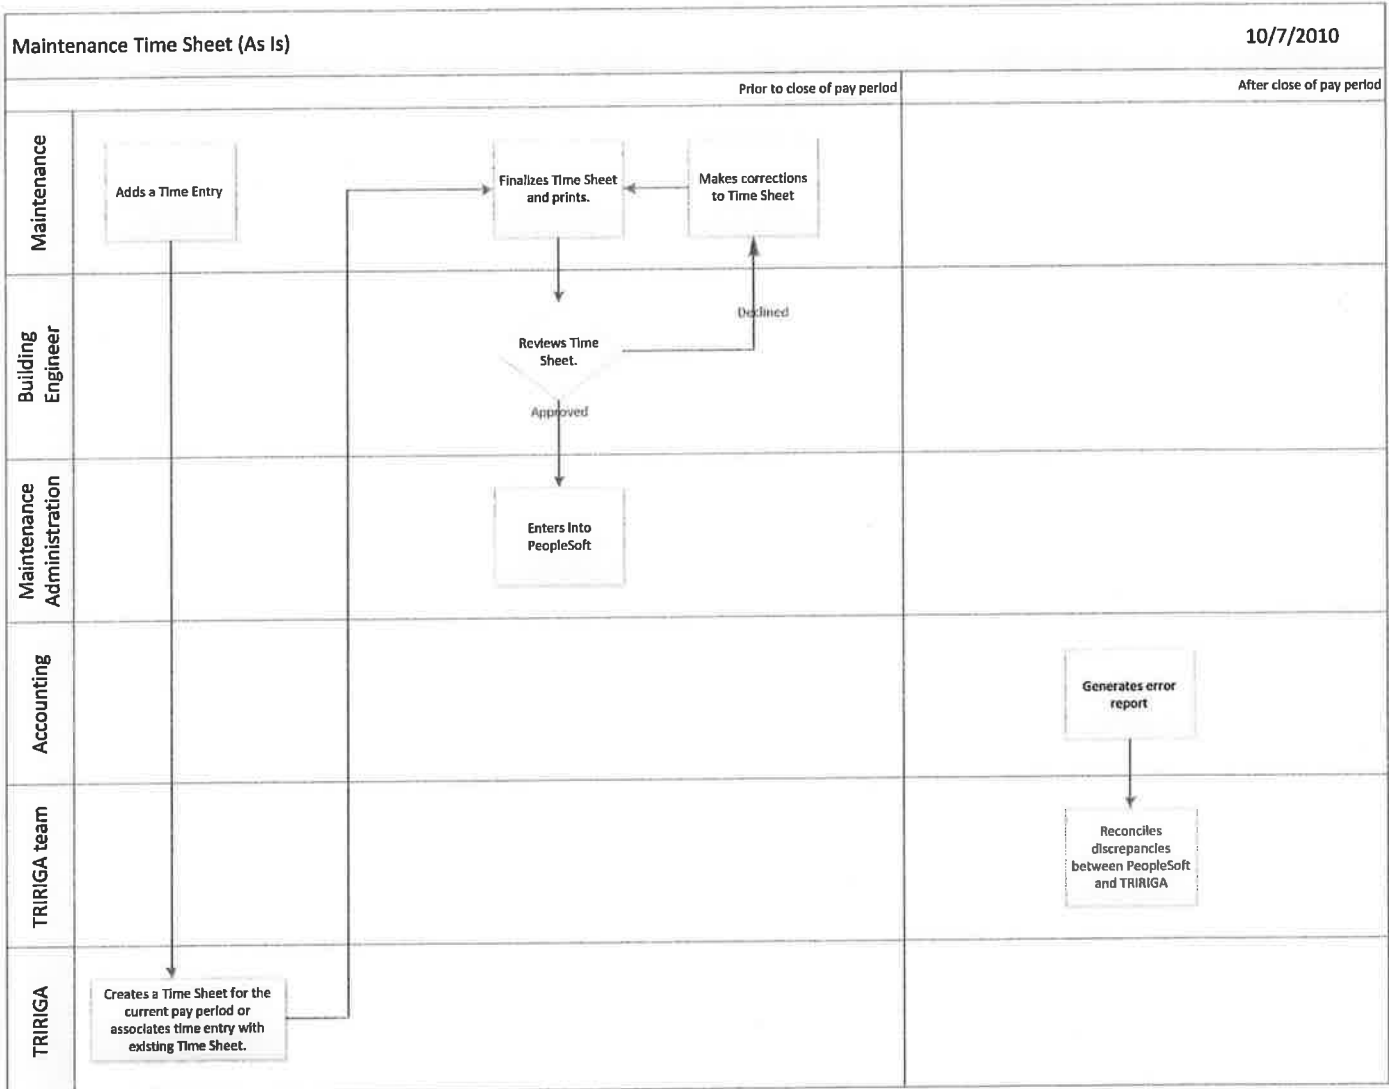 Maintenance Time Sheet (As Is)
10/7/2010
Prior to close of pay period
After close of pay period
Maintenance
Adds a Time Entry
Finalizes Time Sheet
and prints.
Makes corrections
to Time Sheet
Building
Engineer
Reviews Time
Sheet.
Declined
Approved
Maintenance
Administration
Enters Into
PeopleSoft
Accounting
Generates error
report
TRIRIGA team
Reconciles
discrepancies
between PeopleSoft
and TRIRIGA
TRIRIGA
Creates a Time Sheet for the
current pay period or
associates time entry with
existing Time Sheet.